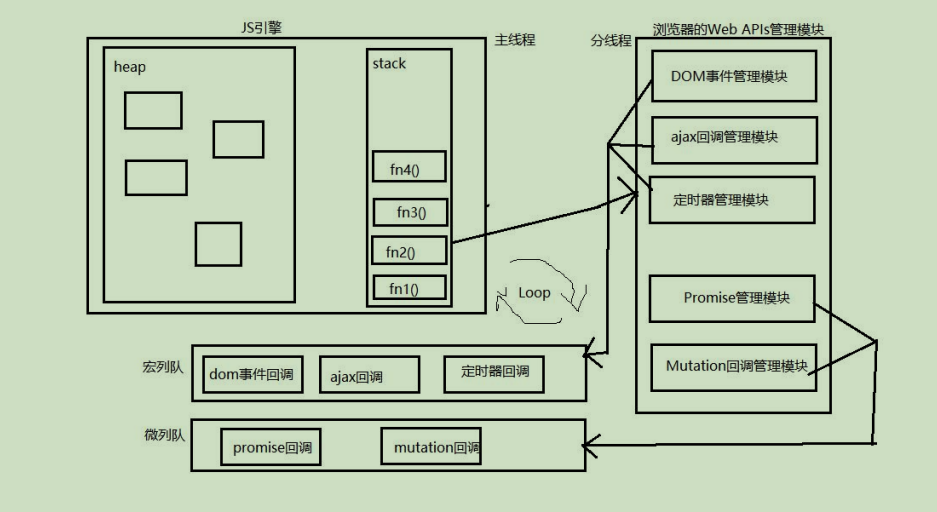 JS引擎
主线程
分线程
浏览器的Web APIs管理模块
heap
stack
fn4()
fn3()
fn2()
fn1()
DOM事件管理模块
ajax回调管理模块
定时器管理模块
Promise管理模块
Mutation回调管理模块
Loop
宏列队
dom事件回调
ajax回调
定时器回调
微列队
promise回调
mutation回调